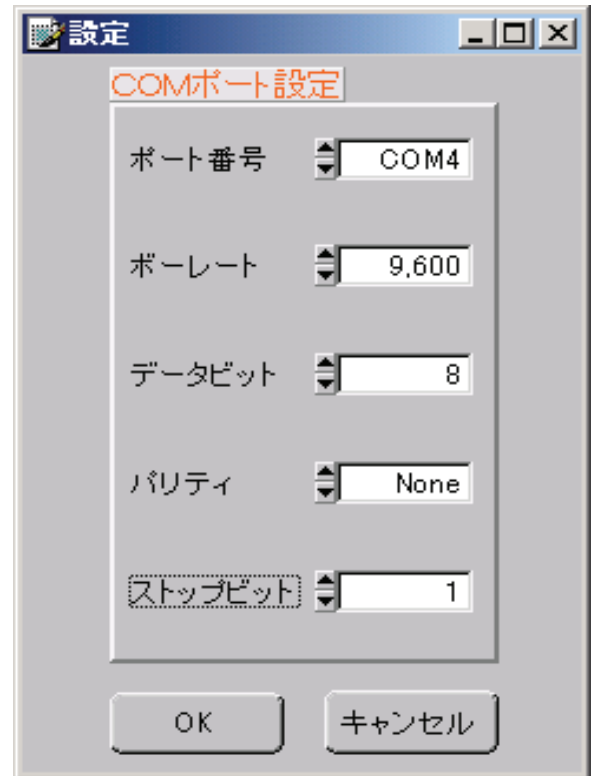 設定
COMポート設定
ポート番号 COM4
ボーレート 9,600
データビット 8
パリティ None
ストップビット 1
OK キャンセル